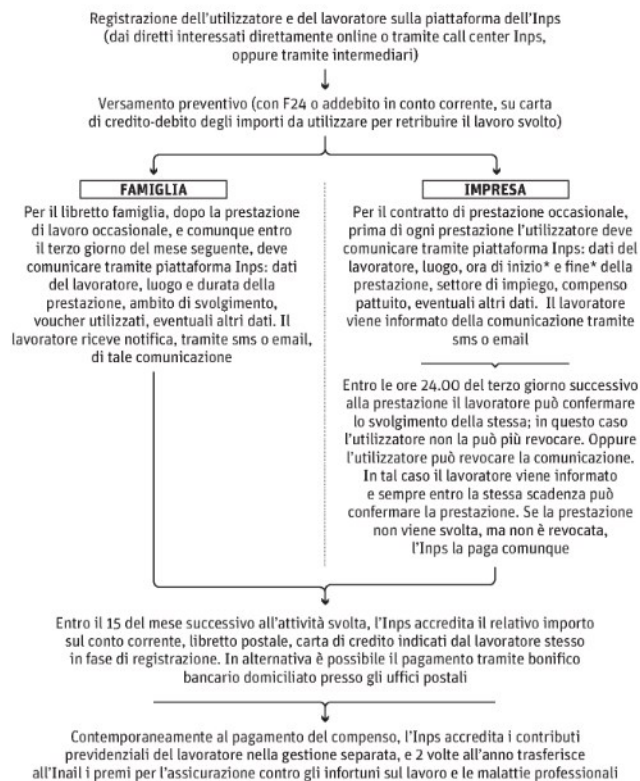 Registrazione dell'utilizzatore e del lavoratore sulla piattaforma dell'Inps
(dai diretti interessati direttamente online o tramite call center Inps,
oppure tramite intermediari)
Versamento preventivo (con F24 o addebito in conto corrente, su carta
di credito-debito degli importi da utilizzare per retribuire il lavoro svolto)
FAMIGLIA
Per il libretto famiglia, dopo la prestazione
di lavoro occasionale, e comunque entro
il terzo giorno del mese seguente, deve
comunicare tramite piattaforma Inps: dati
del lavoratore, luogo e durata della
prestazione, ambito di svolgimento,
voucher utilizzati, eventuali altri dati. Il
lavoratore riceve notifica, tramite sms o email,
di tale comunicazione
IMPRESA
Per il contratto di prestazione occasionale,
prima di ogni prestazione l'utilizzatore deve
comunicare tramite piattaforma Inps: dati del
lavoratore, luogo, ora di inizio* e fine* della
prestazione, settore di impiego, compenso
pattuito, eventuali altri dati. Il lavoratore
viene informato della comunicazione tramite
sms o email
Entro le ore 24.00 del terzo giorno successivo
alla prestazione il lavoratore può confermare
lo svolgimento della stessa; in questo caso
l'utilizzatore non la può più revocare. Oppure
l'utilizzatore può revocare la comunicazione.
In tal caso il lavoratore viene informato
e sempre entro la stessa scadenza può
confermare la prestazione. Se la prestazione
non viene svolta, ma non è revocata,
l'Inps la paga comunque
Entro il 15 del mese successivo all'attività svolta, l'Inps accredita il relativo importo
sul conto corrente, libretto postale, carta di credito indicati dal lavoratore stesso
in fase di registrazione. In alternativa è possibile il pagamento tramite bonifico
bancario domiciliato presso gli uffici postali
Contemporaneamente al pagamento del compenso, l'Inps accredita i contributi
previdenziali del lavoratore nella gestione separata, e 2 volte all'anno trasferisce
all'Inail i premi per l'assicurazione contro gli infortuni sul lavoro e le malattie professionali